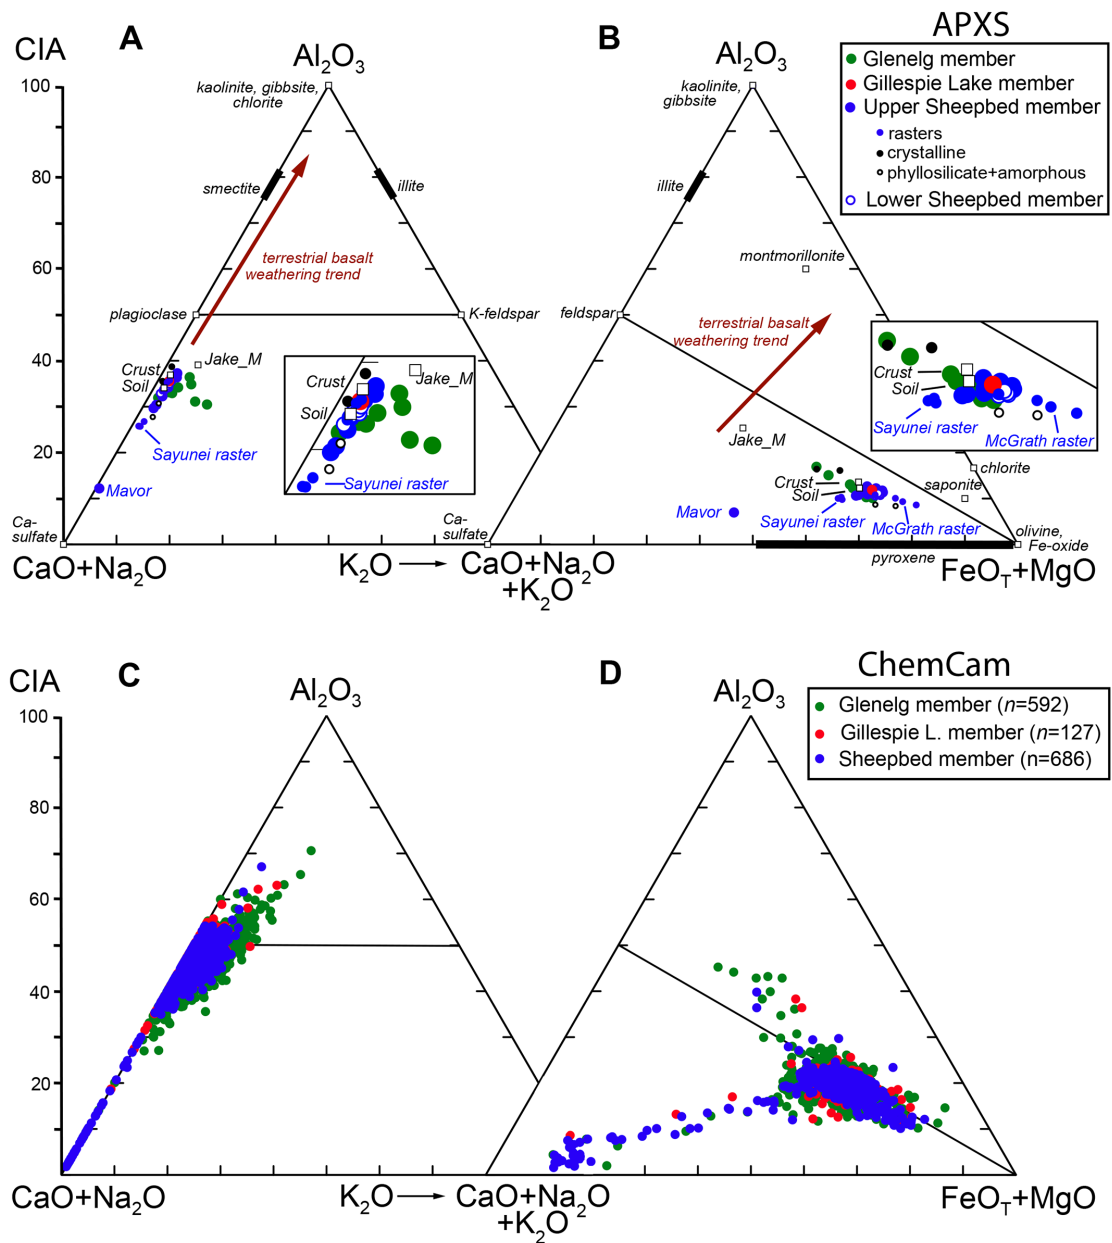 A
B
APXS
CIA
Al₂O₃
Al₂O₃
Glenelg member
Gillespie Lake member
Upper Sheepbed member
rasters
crystalline
phyllosilicate+amorphous
Lower Sheepbed member
100
80
60
40
20
kaolinite, gibbsite,
chlorite
smectite
illite
terrestrial basalt
weathering trend
plagioclase
K-feldspar
Crust
Soil
Jake_M
Sayunei raster
Mavor
Ca-
sulfate
Crust
Soil
Jake_M
Sayunei raster
CaO+Na₂O
K₂O
kaolinite,
gibbsite
illite
montmorillonite
feldspar
terrestrial basalt
weathering trend
Jake_M
Crust
Soil
Sayunei raster
McGrath raster
Crust
Soil
Sayunei raster
McGrath raster
Mavor
chlorite
saponite
Ca-
sulfate
pyroxene
olivine,
Fe-oxide
CaO+Na₂O
+K₂O
FeO_T+MgO
C
D
ChemCam
CIA
Al₂O₃
Al₂O₃
Glenelg member (n=592)
Gillespie L. member (n=127)
Sheepbed member (n=686)
100
80
60
40
20
CaO+Na₂O
K₂O
CaO+Na₂O
+K₂O
FeO_T+MgO